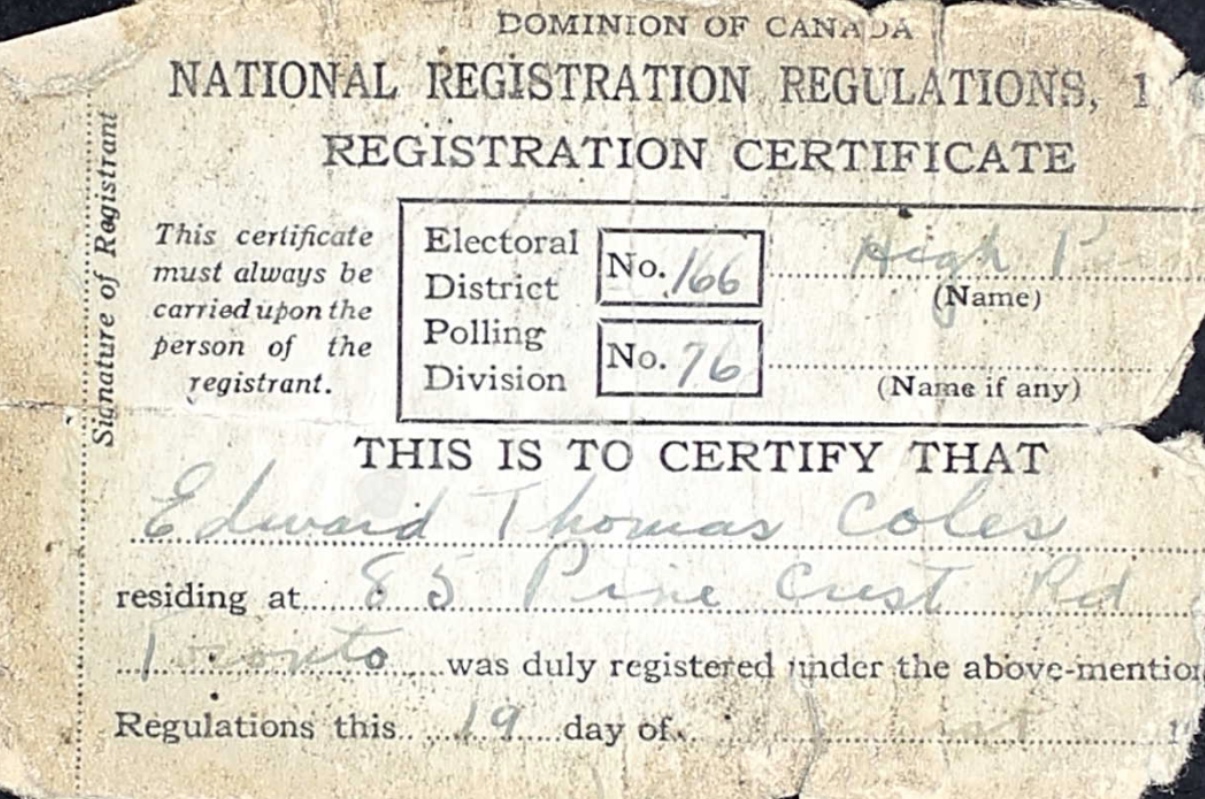 DOMINION OF CANADA
NATIONAL REGISTRATION REGULATIONS, 1
REGISTRATION CERTIFICATE
Signature of Registrant
This certificate
must always be
carried upon the
person of the
registrant.
Electoral
District
No. 166
High
(Name)
Polling
Division
No. 76
(Name if any)
THIS IS TO CERTIFY THAT
Edward Thomas Coles
residing at 85 Pine Crest Rd
Toronto was duly registered under the above-mention
Regulations this 19 day of